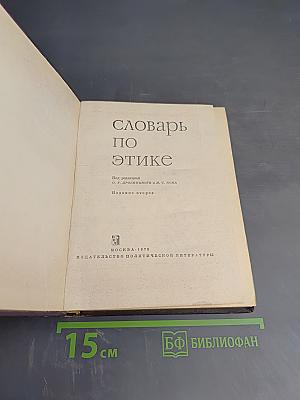 СЛОВАРЬ
ПО
ЭТИКЕ
Под редакцией
О. Г. ДРОБНИЦКОГО и И. С. КОНА
Издание второе
МОСКВА · 1970
ИЗДАТЕЛЬСТВО ПОЛИТИЧЕСКОЙ ЛИТЕРАТУРЫ
15 см
БФ БИБЛИОФАН